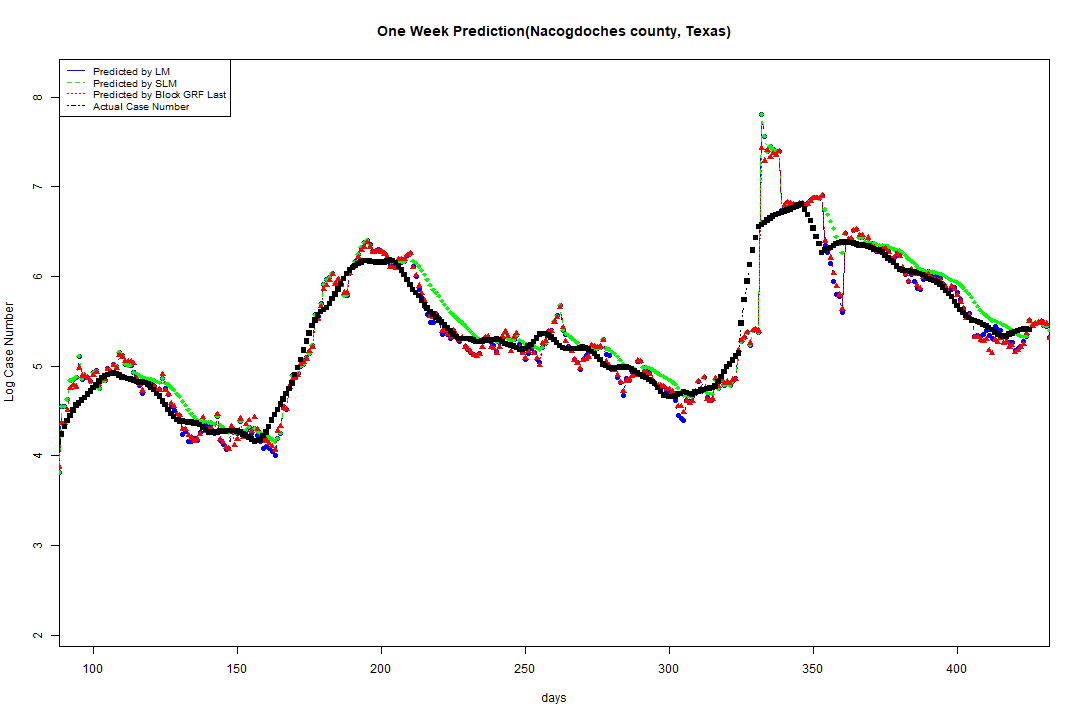 One Week Prediction(Nacogdoches county, Texas)
Predicted by LM
Predicted by SLM
Predicted by Block GRF Last
Actual Case Number
8
7
6
5
4
3
2
Log Case Number
100 150 200 250 300 350 400
days